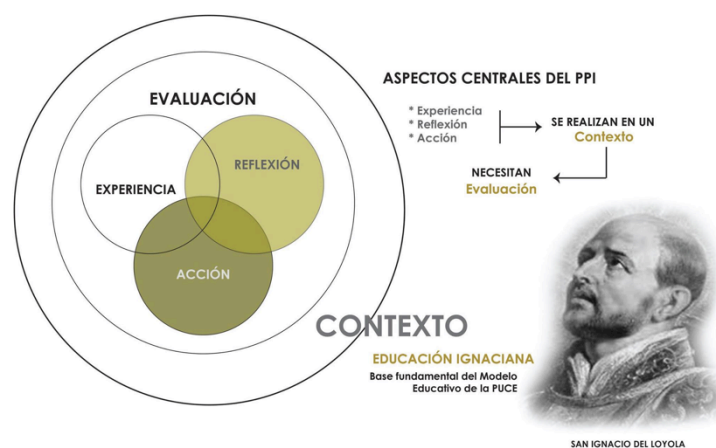 EVALUACIÓN
EXPERIENCIA
REFLEXIÓN
ACCIÓN
CONTEXTO
ASPECTOS CENTRALES DEL PPI
* Experiencia
* Reflexión
* Acción
SE REALIZAN EN UN
Contexto
NECESITAN
Evaluación
EDUCACIÓN IGNACIANA
Base fundamental del Modelo
Educativo de la PUCE
SAN IGNACIO DEL LOYOLA